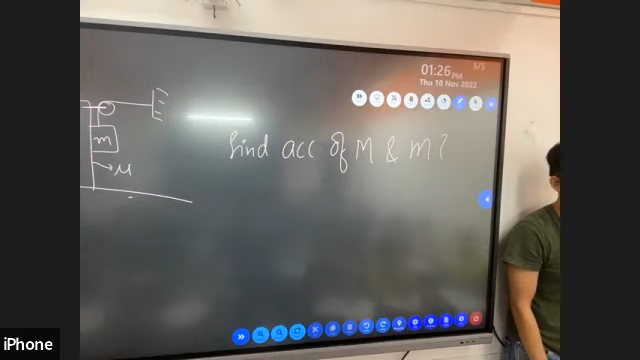 01:26 PM
Thu 10 Nov 2022
5/5
find acc of M & m?
m
μ
iPhone